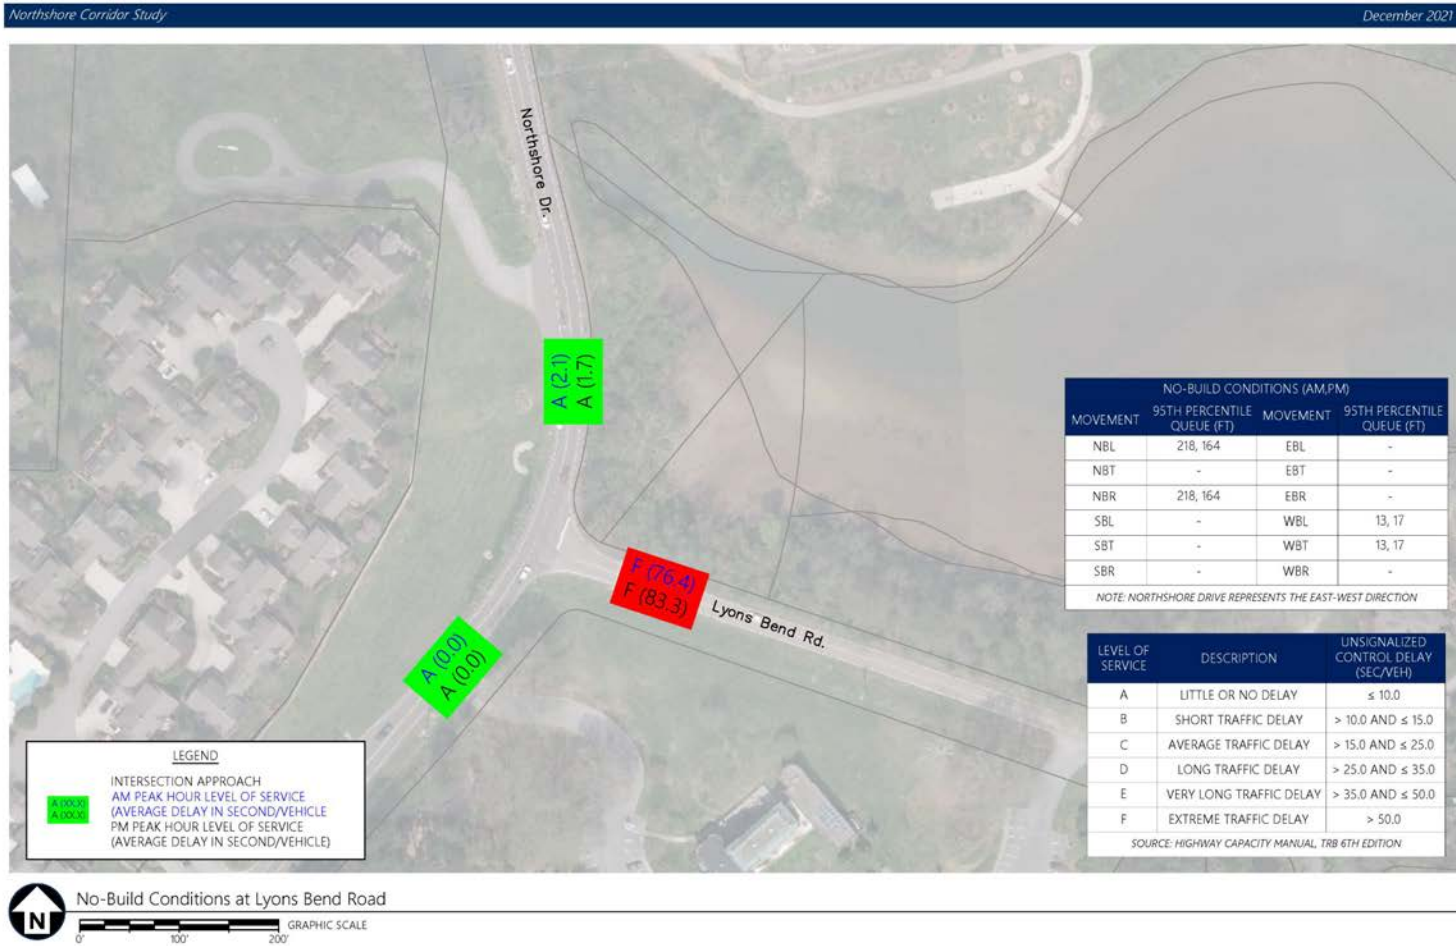 Northshore Corridor Study
December 2021
Northshore Dr.
A (2.1)
A (1.7)
F (76.4)
F (83.3)
Lyons Bend Rd.
A (0.0)
A (0.0)
NO-BUILD CONDITIONS (AM,PM)
MOVEMENT 95TH PERCENTILE QUEUE (FT) MOVEMENT 95TH PERCENTILE QUEUE (FT)
NBL 218, 164 EBL -
NBT - EBT -
NBR 218, 164 EBR -
SBL - WBL 13, 17
SBT - WBT 13, 17
SBR - WBR -
NOTE: NORTHSHORE DRIVE REPRESENTS THE EAST-WEST DIRECTION
LEVEL OF SERVICE DESCRIPTION UNSIGNALIZED CONTROL DELAY (SEC/VEH)
A LITTLE OR NO DELAY ≤ 10.0
B SHORT TRAFFIC DELAY > 10.0 AND ≤ 15.0
C AVERAGE TRAFFIC DELAY > 15.0 AND ≤ 25.0
D LONG TRAFFIC DELAY > 25.0 AND ≤ 35.0
E VERY LONG TRAFFIC DELAY > 35.0 AND ≤ 50.0
F EXTREME TRAFFIC DELAY > 50.0
SOURCE: HIGHWAY CAPACITY MANUAL, TRB 6TH EDITION
LEGEND
INTERSECTION APPROACH
A (XX.X)
A (XX.X)
AM PEAK HOUR LEVEL OF SERVICE
(AVERAGE DELAY IN SECOND/VEHICLE
PM PEAK HOUR LEVEL OF SERVICE
(AVERAGE DELAY IN SECOND/VEHICLE)
N
No-Build Conditions at Lyons Bend Road
GRAPHIC SCALE
0' 100' 200'